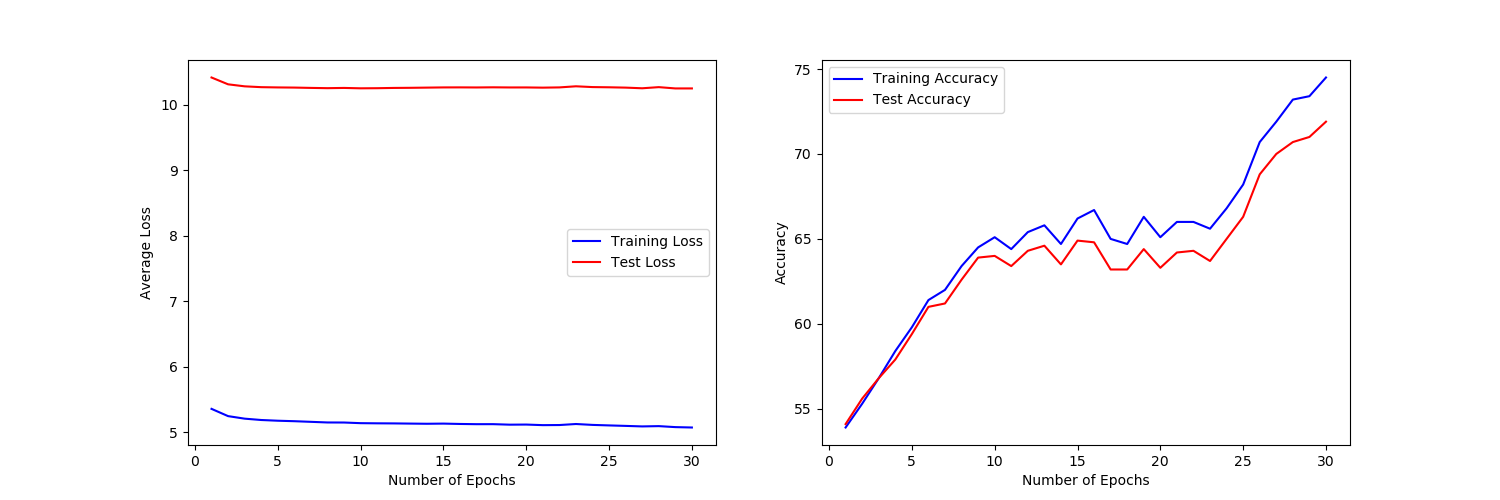 10
9
8
7
6
5
Average Loss
Training Loss
Test Loss
0 5 10 15 20 25 30
Number of Epochs
75
70
65
60
55
Accuracy
Training Accuracy
Test Accuracy
0 5 10 15 20 25 30
Number of Epochs